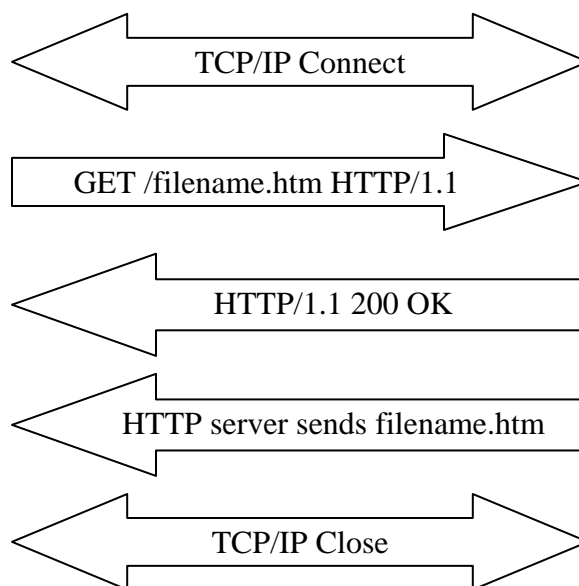 TCP/IP Connect
GET /filename.htm HTTP/1.1
HTTP/1.1 200 OK
HTTP server sends filename.htm
TCP/IP Close